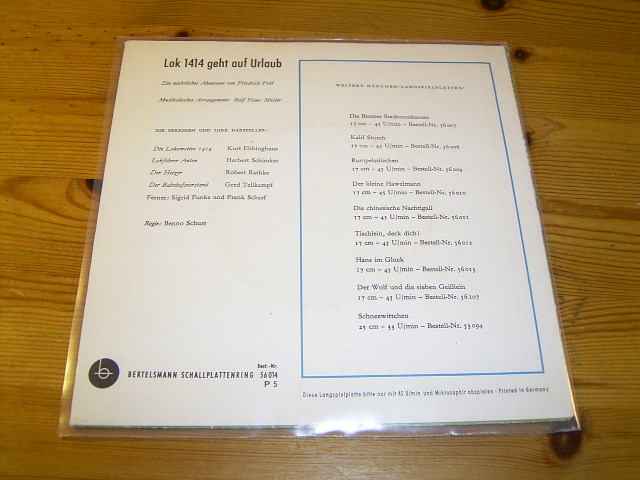 Lok 1414 geht auf Urlaub
Ein nächtliches Abenteuer von Friedrich Feld
Musikalisches Arrangement: Rolf Hans Müller
DIE PERSONEN UND IHRE DARSTELLER:
Die Lokomotive 1414 Kurt Ebbinghaus
Lokführer Anton Herbert Schimkat
Der Heizer Robert Rathke
Der Bahnhofsvorstand Gerd Tellkampf
Ferner: Sigrid Funke und Frank Scharf
Regie: Benno Schurr
b
BERTELSMANN SCHALLPLATTENRING
Best.-Nr.
56014
P 5
WEITERE MÄRCHEN-LANGSPIELPLATTEN:
Die Bremer Stadtmusikanten
17 cm – 45 U/min – Bestell-Nr. 56007
Kalif Storch
17 cm – 45 U/min – Bestell-Nr. 56008
Rumpelstilzchen
17 cm – 45 U/min – Bestell-Nr. 56009
Der kleine Häwelmann
17 cm – 45 U/min – Bestell-Nr. 56010
Die chinesische Nachtigall
17 cm – 45 U/min – Bestell-Nr. 56011
Tischlein, deck dich!
17 cm – 45 U/min – Bestell-Nr. 56012
Hans im Glück
17 cm – 45 U/min – Bestell-Nr. 56013
Der Wolf und die sieben Geißlein
17 cm – 45 U/min – Bestell-Nr. 56107
Schneewittchen
25 cm – 33 U/min – Bestell-Nr. 53094
Diese Langspielplatte bitte nur mit 45 U/min. und Mikrosaphir abspielen - Printed in Germany